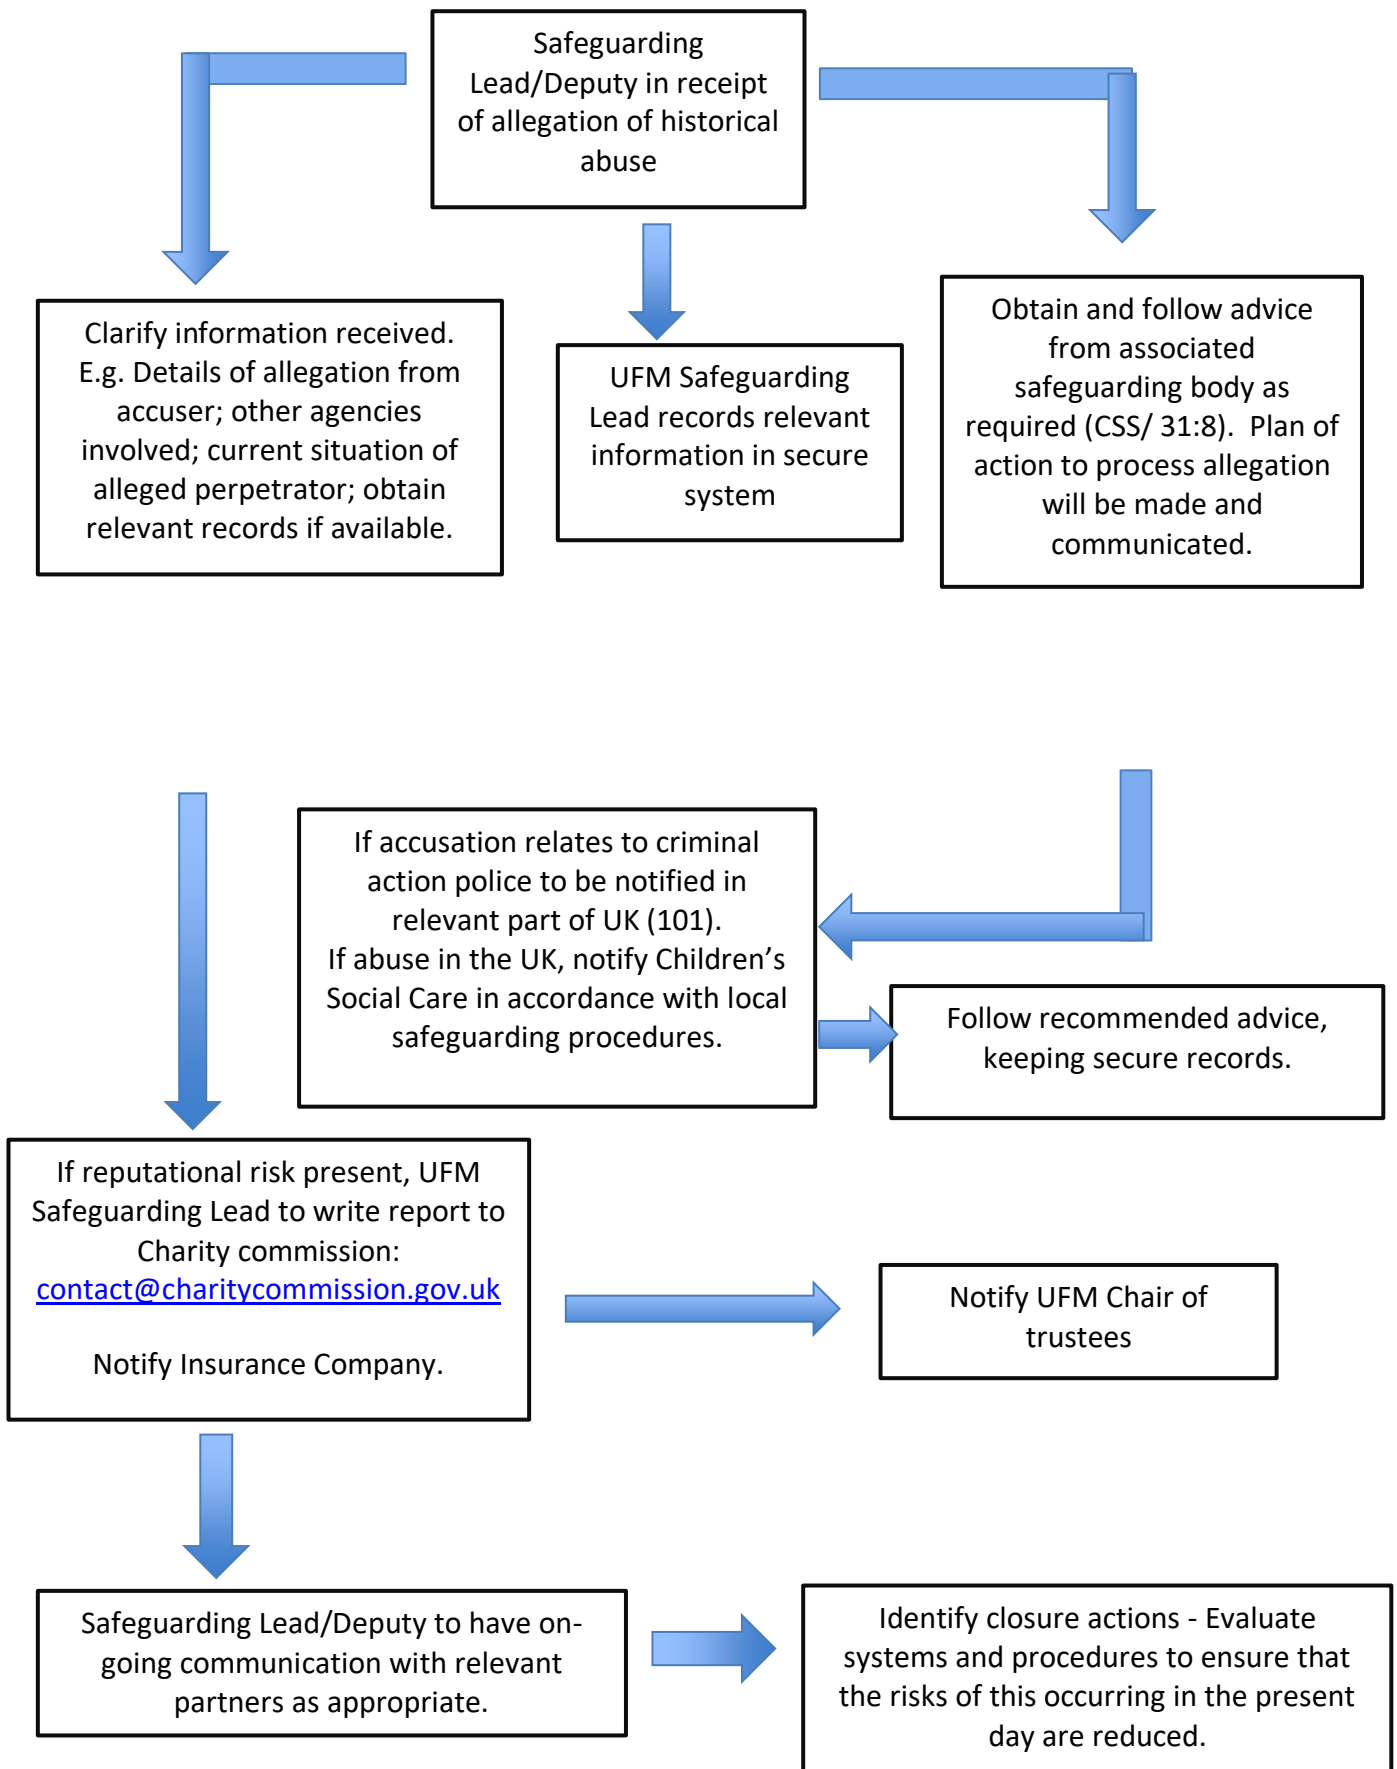 Safeguarding
Lead/Deputy in receipt
of allegation of historical
abuse
Clarify information received.
E.g. Details of allegation from
accuser; other agencies
involved; current situation of
alleged perpetrator; obtain
relevant records if available.
UFM Safeguarding
Lead records relevant
information in secure
system
Obtain and follow advice
from associated
safeguarding body as
required (CSS/ 31:8).  Plan of
action to process allegation
will be made and
communicated.
If accusation relates to criminal
action police to be notified in
relevant part of UK (101).
If abuse in the UK, notify Children’s
Social Care in accordance with local
safeguarding procedures.
Follow recommended advice,
keeping secure records.
If reputational risk present, UFM
Safeguarding Lead to write report to
Charity commission:
contact@charitycommission.gov.uk
Notify Insurance Company.
Notify UFM Chair of
trustees
Safeguarding Lead/Deputy to have on-
going communication with relevant
partners as appropriate.
Identify closure actions - Evaluate
systems and procedures to ensure that
the risks of this occurring in the present
day are reduced.